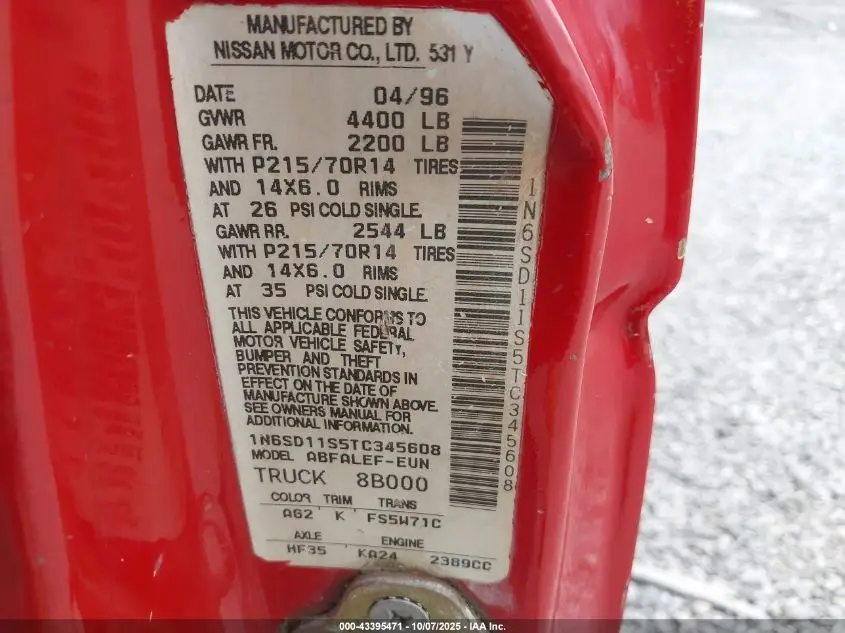 MANUFACTURED BY
NISSAN MOTOR CO., LTD. 531 Y
DATE 04/96
GVWR 4400 LB
GAWR FR. 2200 LB
WITH P215/70R14 TIRES
AND 14X6.0 RIMS
AT 26 PSI COLD SINGLE.
GAWR RR. 2544 LB
WITH P215/70R14 TIRES
AND 14X6.0 RIMS
AT 35 PSI COLD SINGLE.
THIS VEHICLE CONFORMS TO
ALL APPLICABLE FEDERAL
MOTOR VEHICLE SAFETY,
BUMPER AND THEFT
PREVENTION STANDARDS IN
EFFECT ON THE DATE OF
MANUFACTURE SHOWN ABOVE.
SEE OWNERS MANUAL FOR
ADDITIONAL INFORMATION.
1N6SD11S5TC345608
MODEL ABFALEF-EUN
TRUCK 8B000
COLOR TRIM TRANS
AG2 K FS5W71C
AXLE ENGINE
HF35 KA24 2389CC
1N6SD11S5TC345608
000-43395471 - 10/07/2025 - IAA, Inc.